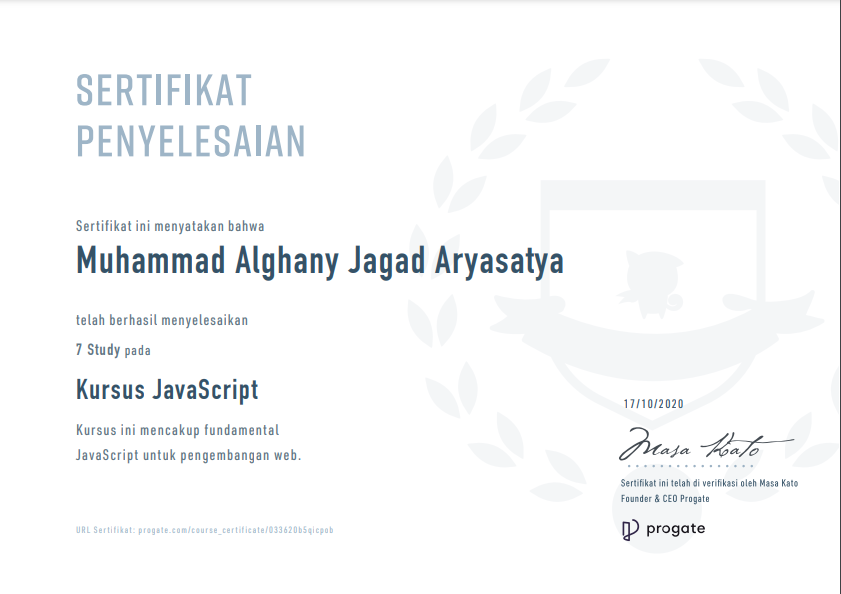 SERTIFIKAT
PENYELESAIAN
Sertifikat ini menyatakan bahwa
Muhammad Alghany Jagad Aryasatya
telah berhasil menyelesaikan
7 Study pada
Kursus JavaScript
Kursus ini mencakup fundamental
JavaScript untuk pengembangan web.
17/10/2020
Masa Kato
Sertifikat ini telah di verifikasi oleh Masa Kato
Founder & CEO Progate
progate
URL Sertifikat: progate.com/course_certificate/033620b5qicpob